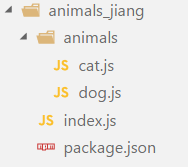 animals_jiang
animals
JS cat.js
JS dog.js
JS index.js
npm package.json